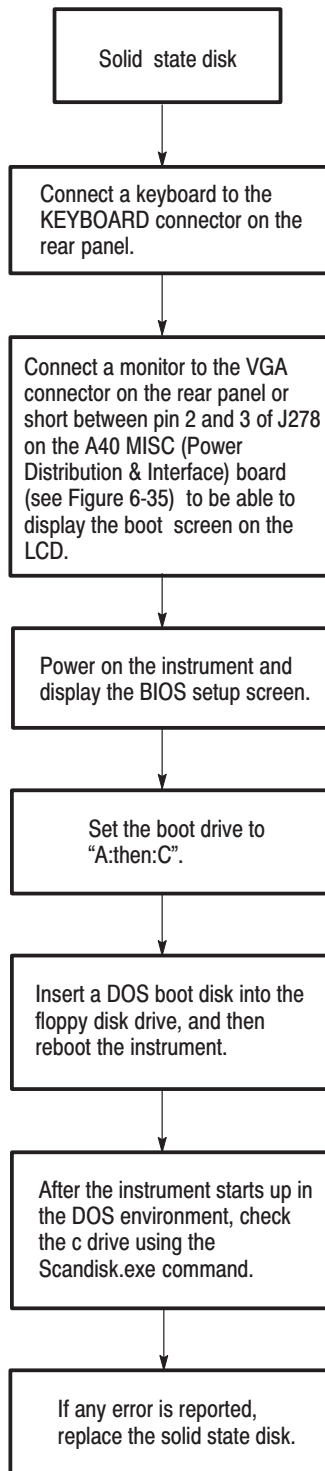 Solid state disk
Connect a keyboard to the
KEYBOARD connector on the
rear panel.
Connect a monitor to the VGA
connector on the rear panel or
short between pin 2 and 3 of J278
on the A40 MISC (Power
Distribution & Interface) board
(see Figure 6-35) to be able to
display the boot screen on the
LCD.
Power on the instrument and
display the BIOS setup screen.
Set the boot drive to
“A:then:C”.
Insert a DOS boot disk into the
floppy disk drive, and then
reboot the instrument.
After the instrument starts up in
the DOS environment, check
the c drive using the
Scandisk.exe command.
If any error is reported,
replace the solid state disk.